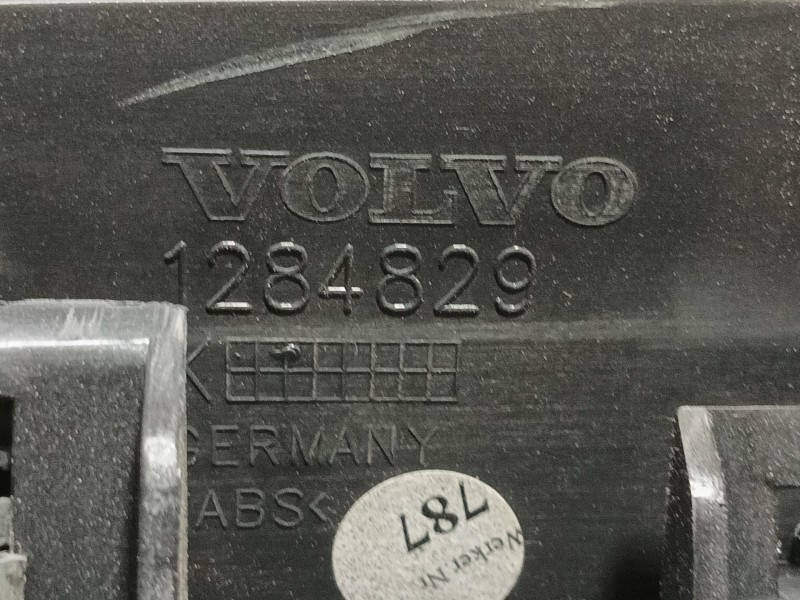 VOLVO
1284829
K
GERMANY
ABS<
787
Werker Nr